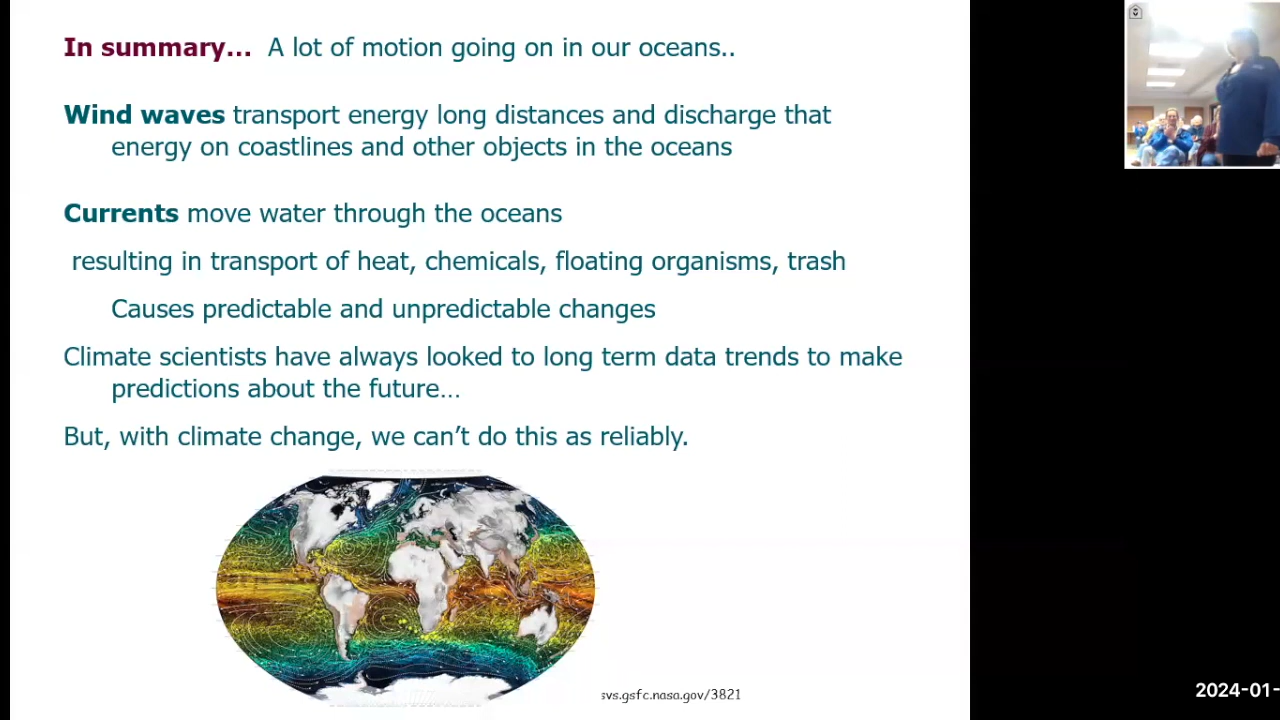 In summary... A lot of motion going on in our oceans..
Wind waves transport energy long distances and discharge that
energy on coastlines and other objects in the oceans
Currents move water through the oceans
resulting in transport of heat, chemicals, floating organisms, trash
Causes predictable and unpredictable changes
Climate scientists have always looked to long term data trends to make
predictions about the future...
But, with climate change, we can't do this as reliably.
svs.gsfc.nasa.gov/3821
2024-01-